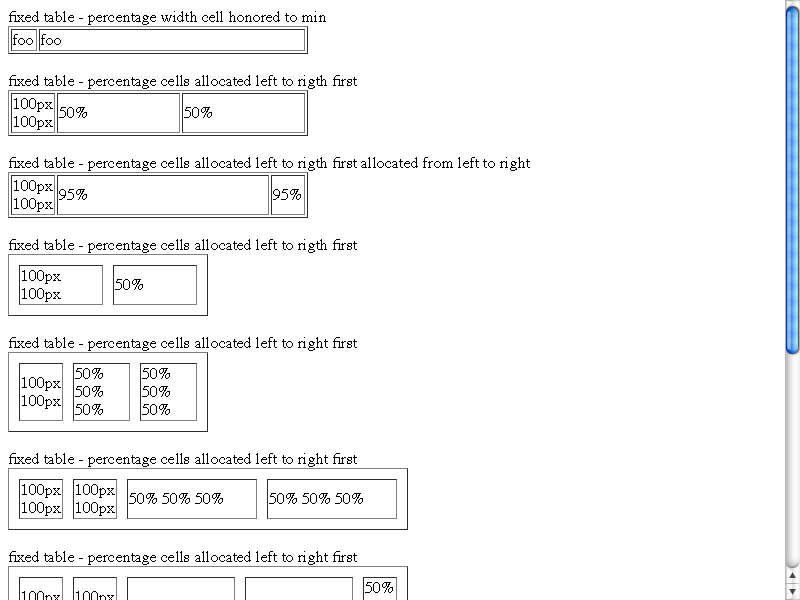 fixed table - percentage width cell honored to min
foo foo
fixed table - percentage cells allocated left to rigth first
100px
100px
50% 50%
fixed table - percentage cells allocated left to rigth first allocated from left to right
100px
100px
95% 95%
fixed table - percentage cells allocated left to rigth first
100px
100px
50%
fixed table - percentage cells allocated left to right first
100px
100px
50%
50%
50%
50%
50%
50%
fixed table - percentage cells allocated left to right first
100px
100px
100px
100px
50% 50% 50%
50% 50% 50%
fixed table - percentage cells allocated left to right first
100px
100px
50%